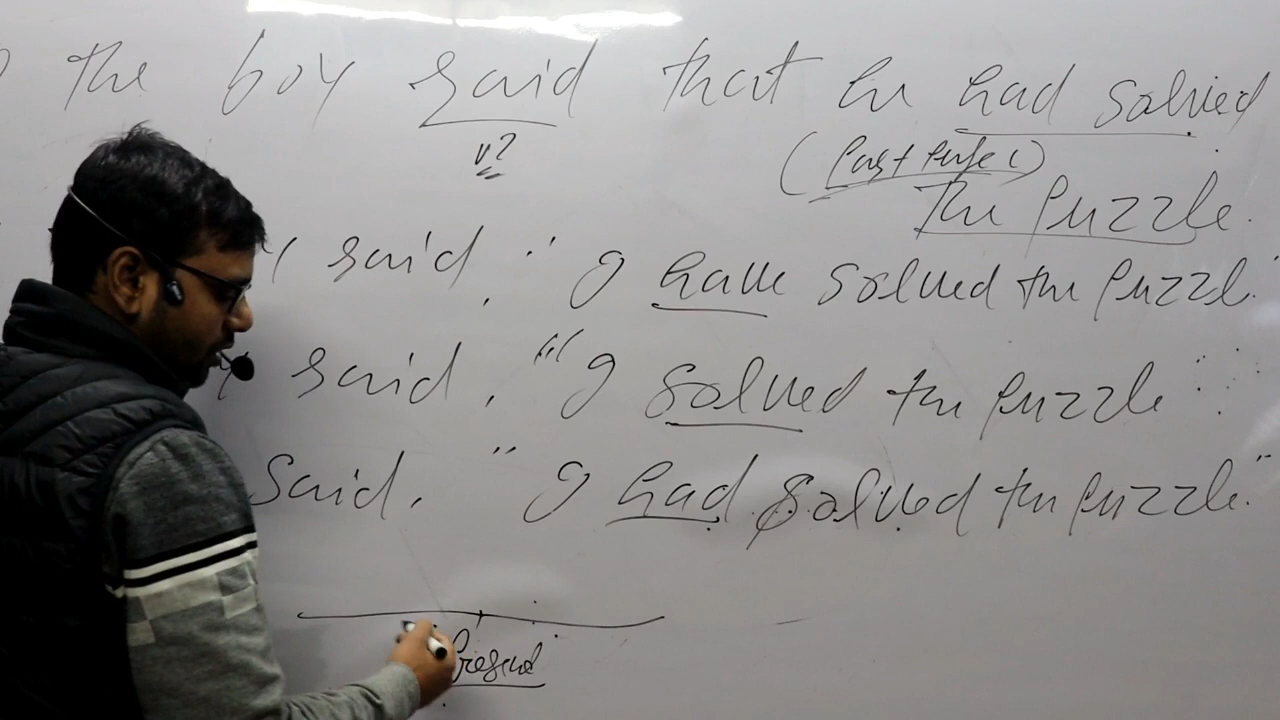 the boy said that he had solved
v2
(Past Perfect)
The Puzzle.
said, "I have solved the Puzzle."
said, "I solved the Puzzle".
Said, "I had solved the Puzzle."
Present